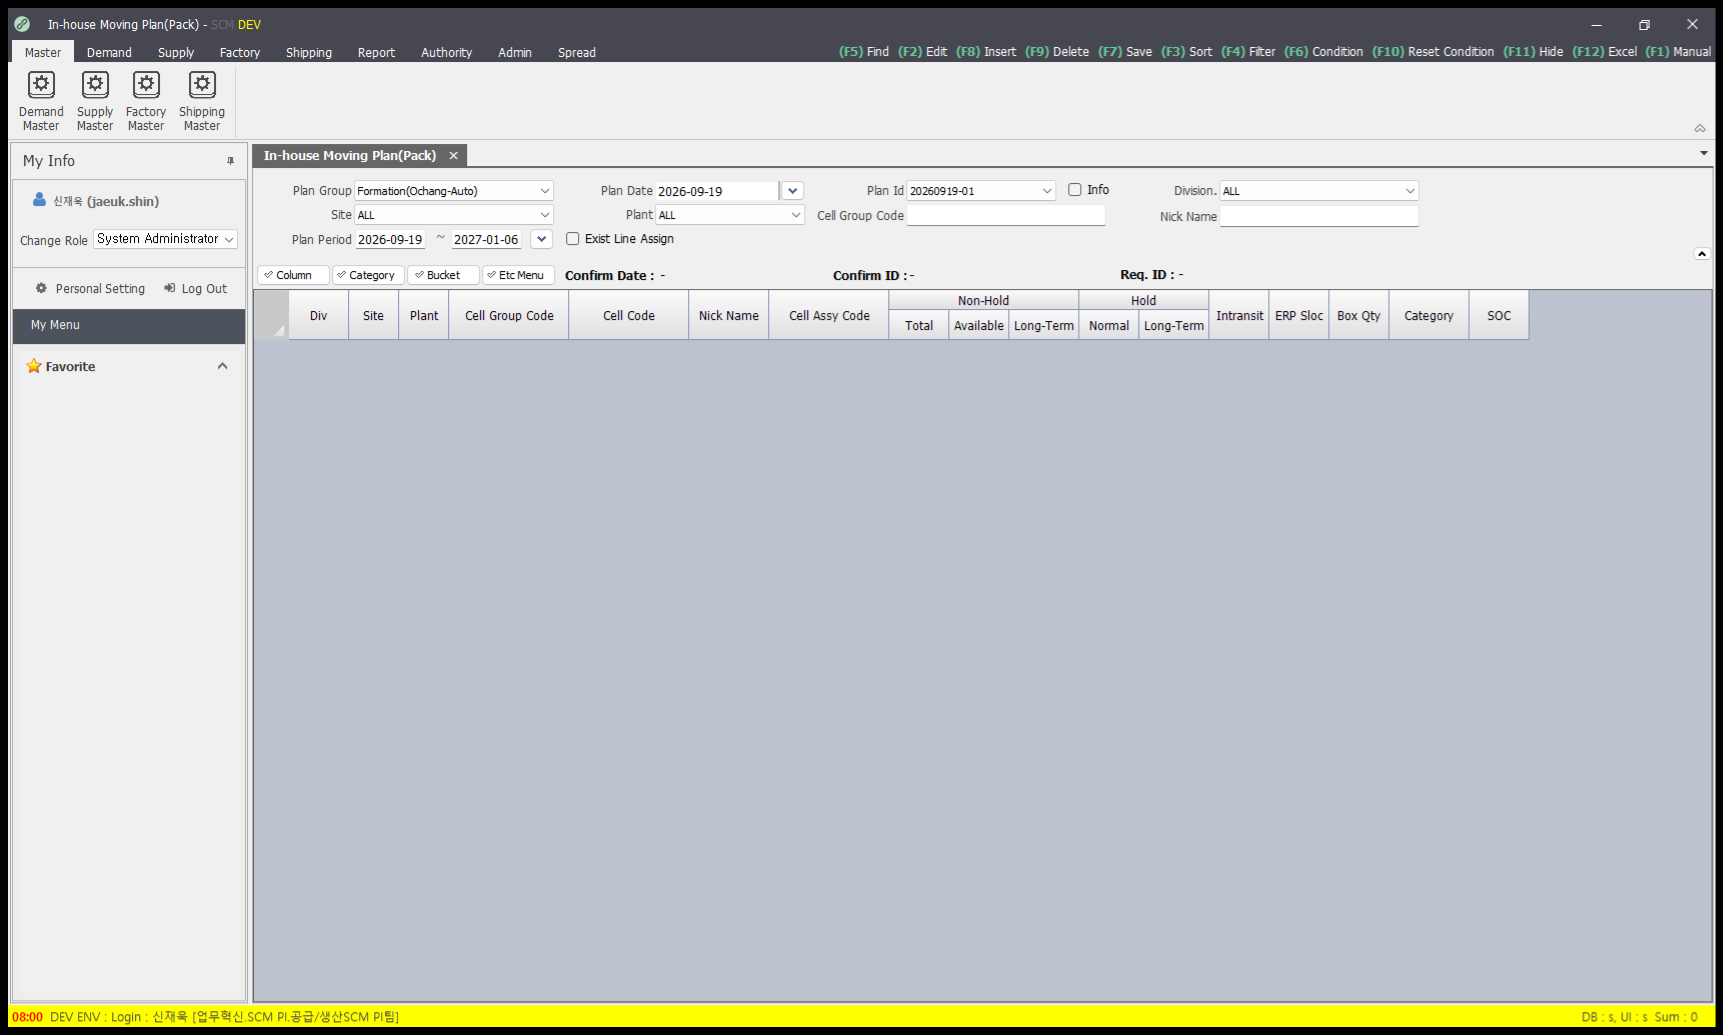 In-house Moving Plan(Pack) - SCM DEV
Master Demand Supply Factory Shipping Report Authority Admin Spread (F5) Find (F2) Edit (F8) Insert (F9) Delete (F7) Save (F3) Sort (F4) Filter (F6) Condition (F10) Reset Condition (F11) Hide (F12) Excel (F1) Manual
Demand Master Supply Master Factory Master Shipping Master
My Info
신재욱 (jaeuk.shin)
Change Role System Administrator
Personal Setting Log Out
My Menu
Favorite
In-house Moving Plan(Pack)
Plan Group Formation(Ochang-Auto) Plan Date 2026-09-19 Plan Id 20260919-01 Info Division. ALL
Site ALL Plant ALL Cell Group Code Nick Name
Plan Period 2026-09-19 ~ 2027-01-06 Exist Line Assign
Column Category Bucket Etc Menu Confirm Date : - Confirm ID : - Req. ID : -
Div Site Plant Cell Group Code Cell Code Nick Name Cell Assy Code Non-Hold Hold Intransit ERP Sloc Box Qty Category SOC
Total Available Long-Term Normal Long-Term
08:00 DEV ENV : Login : 신재욱 [업무혁신.SCM PI.공급/생산SCM PI팀] DB : s, UI : s Sum : 0